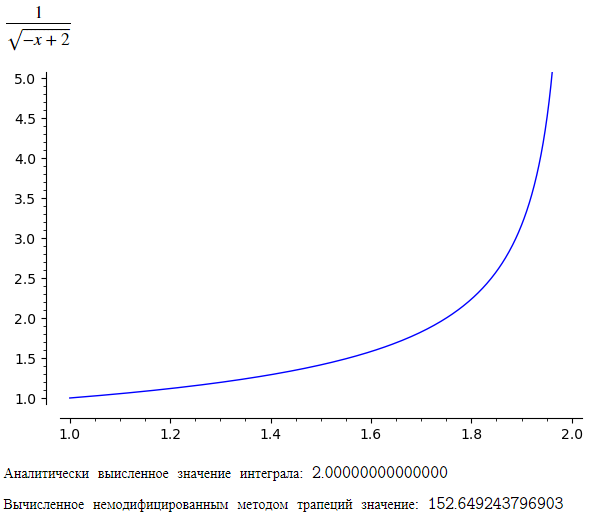 1
√−x + 2
5.0
4.5
4.0
3.5
3.0
2.5
2.0
1.5
1.0
1.0 1.2 1.4 1.6 1.8 2.0
Аналитически выисленное значение интеграла: 2.00000000000000
Вычисленное немодифицированным методом трапеций значение: 152.649243796903